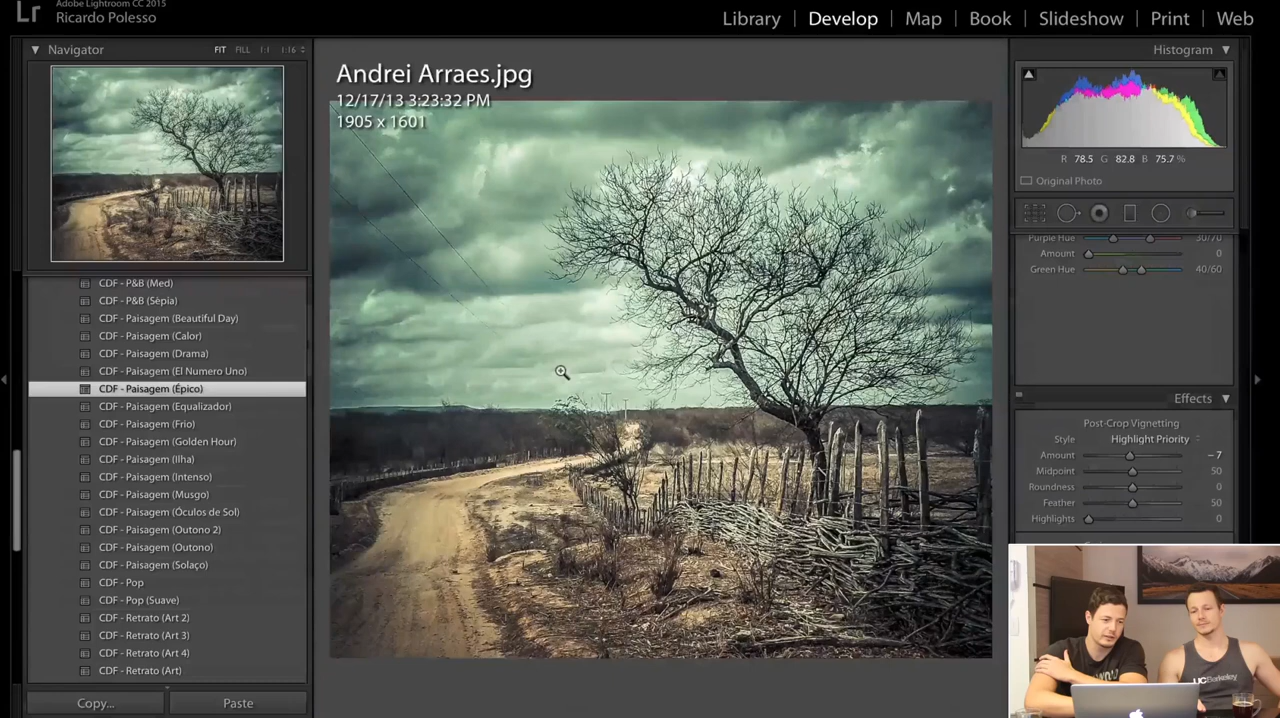 Lr
Adobe Lightroom CC 2015
Ricardo Polesso
Library | Develop | Map | Book | Slideshow | Print | Web
Navigator FIT FILL 1:1 1:16
Andrei Arraes.jpg
12/17/13 3:23:32 PM
1905 x 1601
CDF - P&B (Med)
CDF - P&B (Sèpia)
CDF - Paisagem (Beautiful Day)
CDF - Paisagem (Calor)
CDF - Paisagem (Drama)
CDF - Paisagem (El Numero Uno)
CDF - Paisagem (Épico)
CDF - Paisagem (Equalizador)
CDF - Paisagem (Frio)
CDF - Paisagem (Golden Hour)
CDF - Paisagem (Ilha)
CDF - Paisagem (Intenso)
CDF - Paisagem (Musgo)
CDF - Paisagem (Óculos de Sol)
CDF - Paisagem (Outono 2)
CDF - Paisagem (Outono)
CDF - Paisagem (Solaço)
CDF - Pop
CDF - Pop (Suave)
CDF - Retrato (Art 2)
CDF - Retrato (Art 3)
CDF - Retrato (Art 4)
CDF - Retrato (Art)
Copy... Paste
Histogram
R 78.5 G 82.8 B 75.7 %
Original Photo
Purple Hue 30/70
Amount 0
Green Hue 40/60
Effects
Post-Crop Vignetting
Style Highlight Priority
Amount – 7
Midpoint 50
Roundness 0
Feather 50
Highlights 0
UC Berkeley